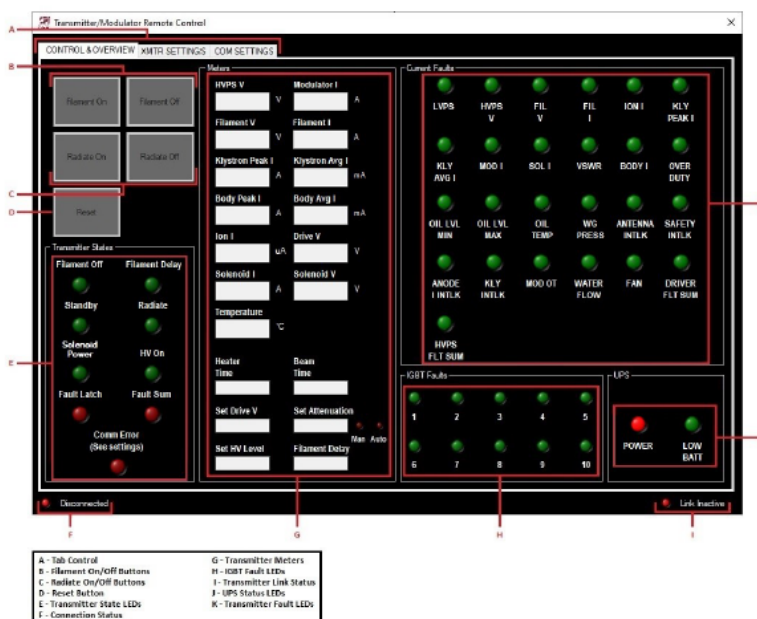 Transmitter/Modulator Remote Control
A
CONTROL & OVERVIEW XMTR SETTINGS COM SETTINGS
B
Filament On Filament Off
Radiate On Radiate Off
C
D
Reset
Transmitter States
Filament Off Filament Delay
Standby Radiate
Solenoid
Power HV On
E
Fault Latch Fault Sum
Comm Error
(See settings)
Disconnected
F
Meters
HVPS V Modulator I
V A
Filament V Filament I
V A
Klystron Peak I Klystron Avg I
A mA
Body Peak I Body Avg I
A mA
Ion I Drive V
uA V
Solenoid I Solenoid V
A V
Temperature
°C
Heater Beam
Time Time
Set Drive V Set Attenuation
Man Auto
Set HV Level Filament Delay
G
Current Faults
LVPS HVPS V FIL V FIL I ION I KLY PEAK I
KLY AVG I MOD I SOL I VSWR BODY I OVER DUTY
OIL LVL MIN OIL LVL MAX OIL TEMP WG PRESS ANTENNA INTLK SAFETY INTLK
ANODE I INTLK KLY INTLK MOD OT WATER FLOW FAN DRIVER FLT SUM
HVPS
FLT SUM
IGBT Faults
1 2 3 4 5
6 7 8 9 10
H
UPS
POWER LOW BATT
Link Inactive
I
A - Tab Control
B - Filament On/Off Buttons
C - Radiate On/Off Buttons
D - Reset Button
E - Transmitter State LEDs
F - Connection Status
G - Transmitter Meters
H - IGBT Fault LEDs
I - Transmitter Link Status
J - UPS Status LEDs
K - Transmitter Fault LEDs